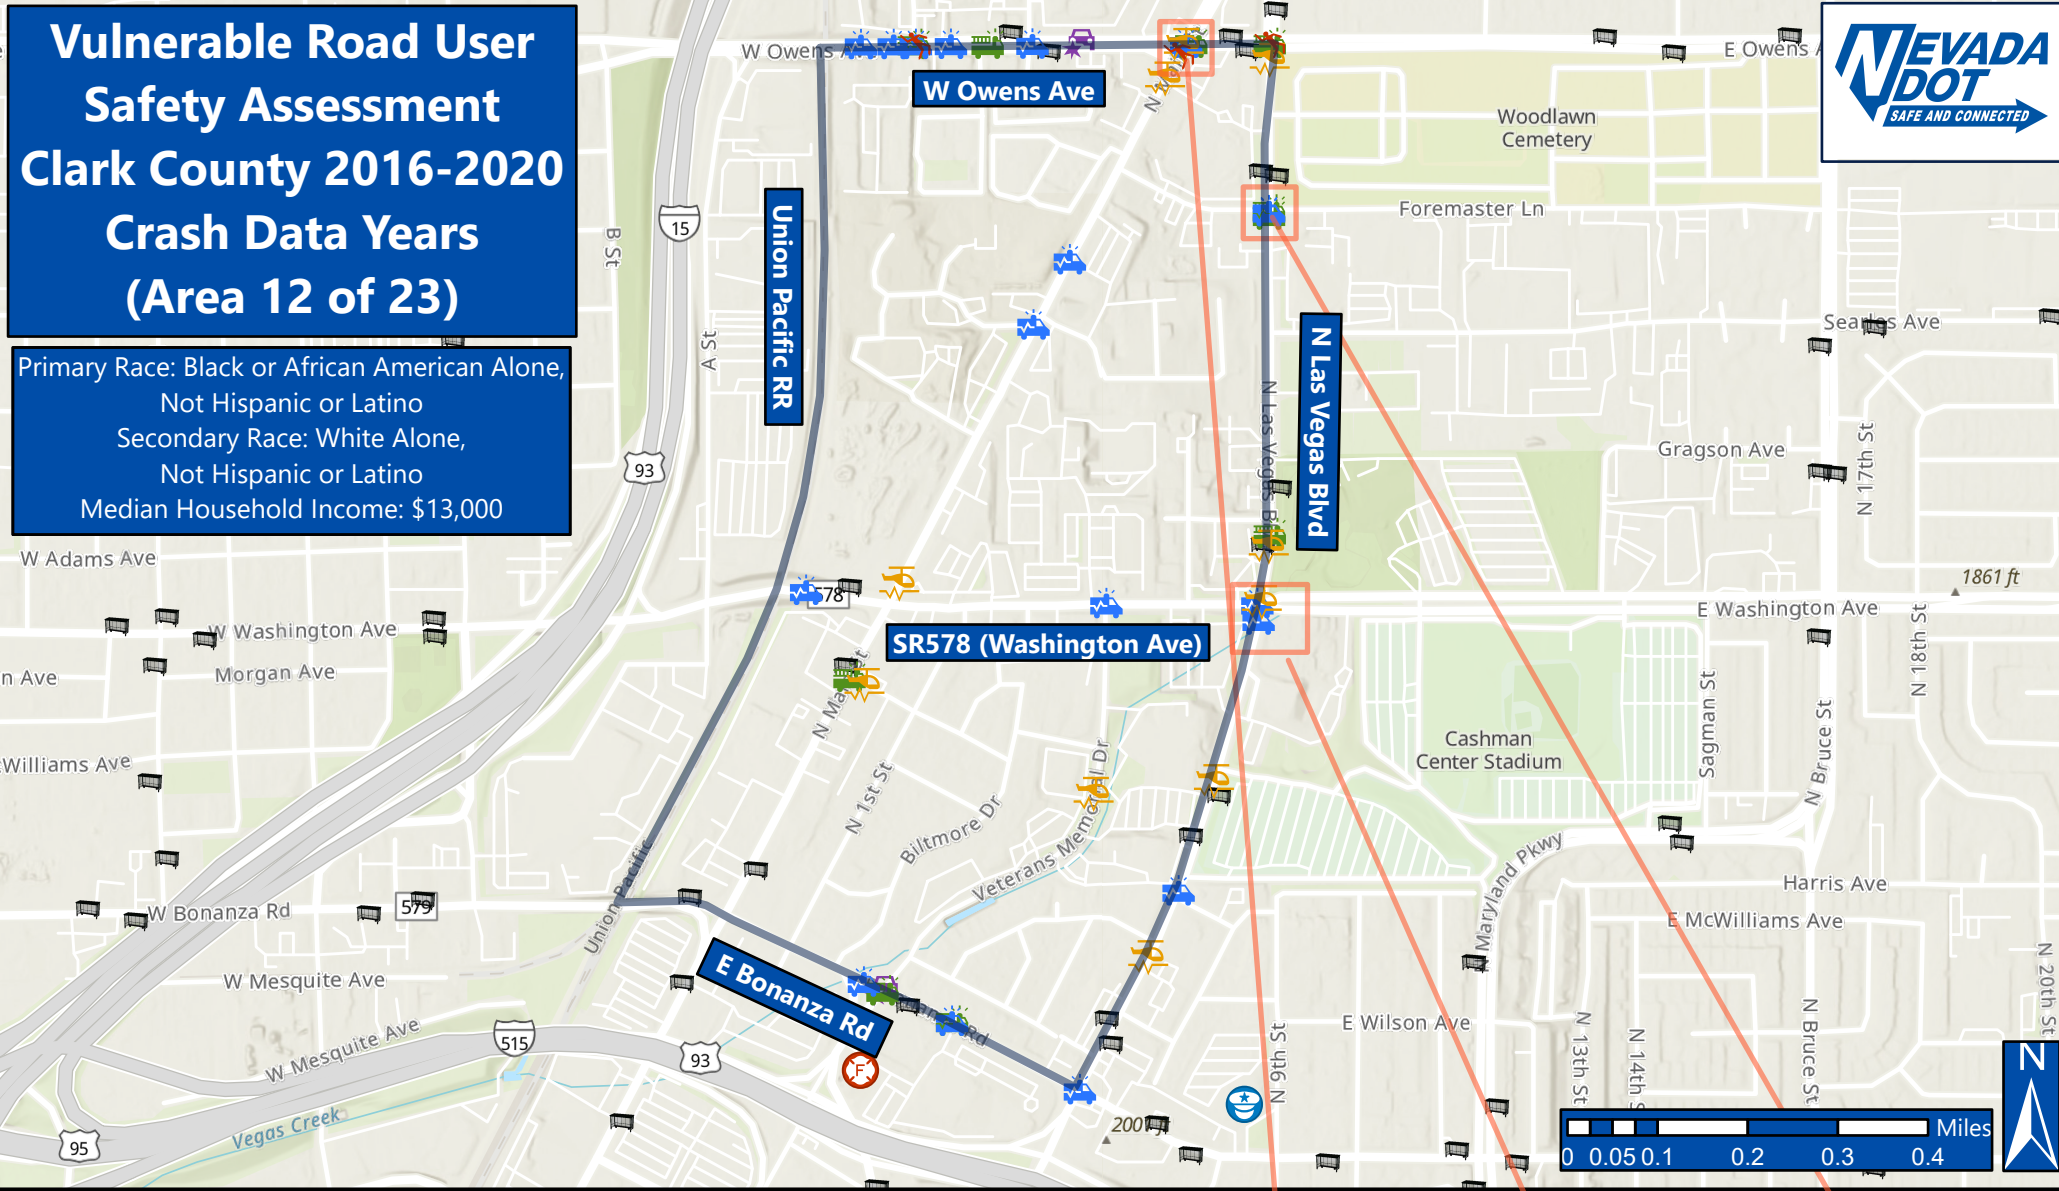 Vulnerable Road User
Safety Assessment
Clark County 2016-2020
Crash Data Years
(Area 12 of 23)
Primary Race: Black or African American Alone,
Not Hispanic or Latino
Secondary Race: White Alone,
Not Hispanic or Latino
Median Household Income: $13,000
NEVADA
DOT
SAFE AND CONNECTED
W Owens
E Owens
W Owens Ave
Woodlawn
Cemetery
Foremaster Ln
15
B St
A St
Union Pacific RR
N Las Vegas Blvd
N Las Vegas
Searles Ave
Gragson Ave
N 17th St
93
W Adams Ave
578
1861 ft
W Washington Ave
E Washington Ave
SR578 (Washington Ave)
Morgan Ave
n Ave
N 18th St
Sagman St
N Bruce St
Cashman
Center Stadium
Williams Ave
N 1st St
Biltmore Dr
Veterans Memorial Dr
Maryland Pkwy
Harris Ave
E McWilliams Ave
Union Pacific
579
W Bonanza Rd
E Bonanza Rd
Rd
W Mesquite Ave
W Mesquite Ave
515
93
F
E Wilson Ave
N 9th St
N 13th St
N 14th
N Bruce St
N 20th St
Vegas Creek
95
N
Miles
0 0.05 0.1 0.2 0.3 0.4